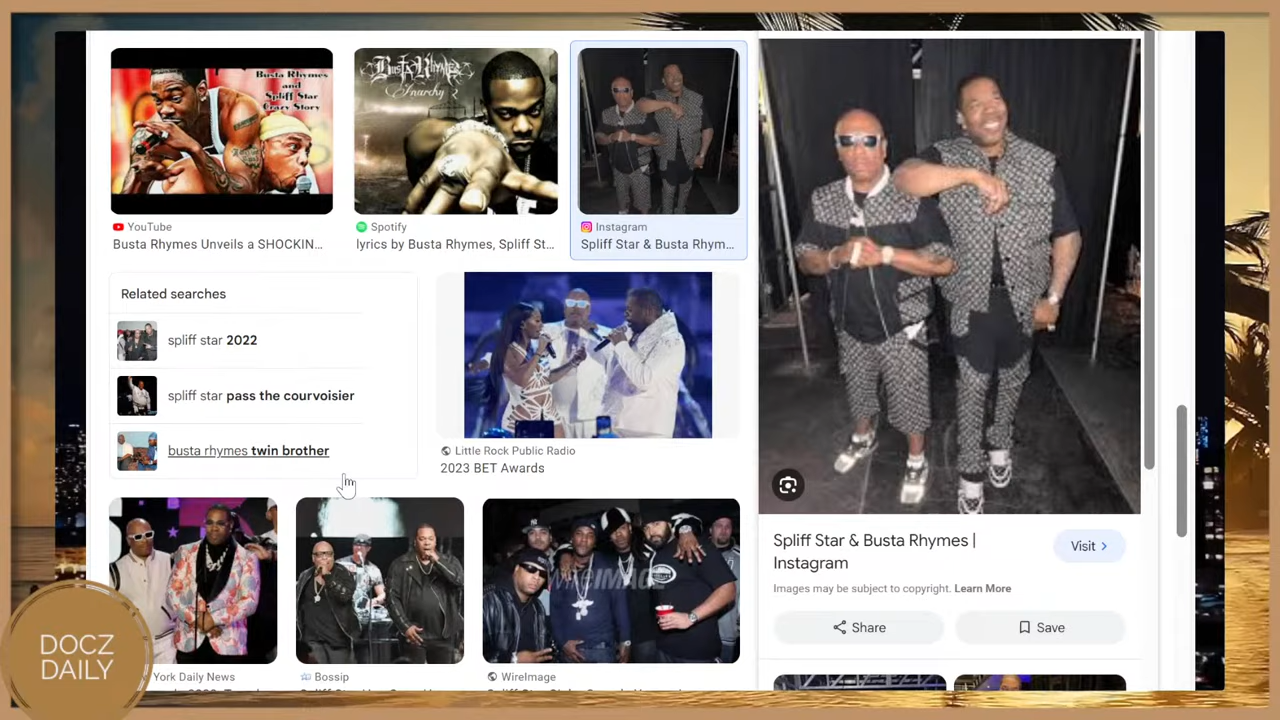 Busta Rhymes
and
Spliff Star
Crazy Story
Busta Rhymes
Anarchy
YouTube
Busta Rhymes Unveils a SHOCKIN...
Spotify
lyrics by Busta Rhymes, Spliff St...
Instagram
Spliff Star & Busta Rhym...
Related searches
spliff star 2022
spliff star pass the courvoisier
busta rhymes twin brother
Little Rock Public Radio
2023 BET Awards
Spliff Star & Busta Rhymes |
Instagram
Visit
Images may be subject to copyright. Learn More
Share
Save
York Daily News
Bossip
WireImage
DOCZ
DAILY